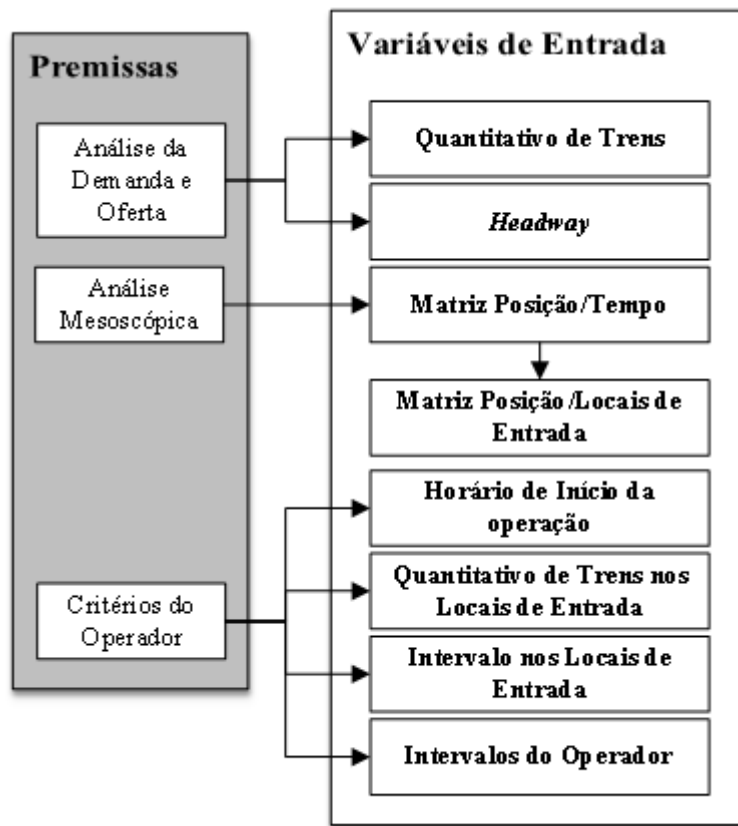 Premissas
Análise da
Demanda e
Oferta
Análise
Mesoscópica
Critérios do
Operador
Variáveis de Entrada
Quantitativo de Trens
Headway
Matriz Posição/Tempo
Matriz Posição/Locais de
Entrada
Horário de Início da
operação
Quantitativo de Trens nos
Locais de Entrada
Intervalo nos Locais de
Entrada
Intervalos do Operador